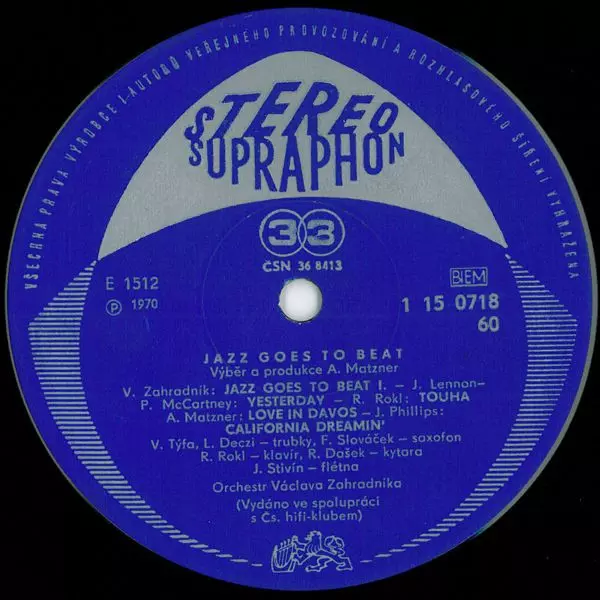 VŠECHNA PRÁVA VÝROBCE I AUTORŮ VEŘEJNÉHO PROVOZOVÁNÍ A ROZHLASOVÉHO ŠÍŘENÍ VYHRAŽENA
STEREO
SUPRAPHON
33
ČSN 36 8413
E 1512
BIEM
℗ 1970
1 15 0718
60
JAZZ GOES TO BEAT
Výběr a produkce A. Matzner
V. Zahradník: JAZZ GOES TO BEAT I. – J. Lennon–
P. McCartney: YESTERDAY – R. Rokl: TOUHA
A. Matzner: LOVE IN DAVOS – J. Phillips:
CALIFORNIA DREAMIN'
V. Týfa, L. Deczi – trubky, F. Slováček – saxofon
R. Rokl – klavír, R. Dašek – kytara
J. Stivín – flétna
Orchestr Václava Zahradníka
(Vydáno ve spolupráci
s Čs. hifi-klubem)